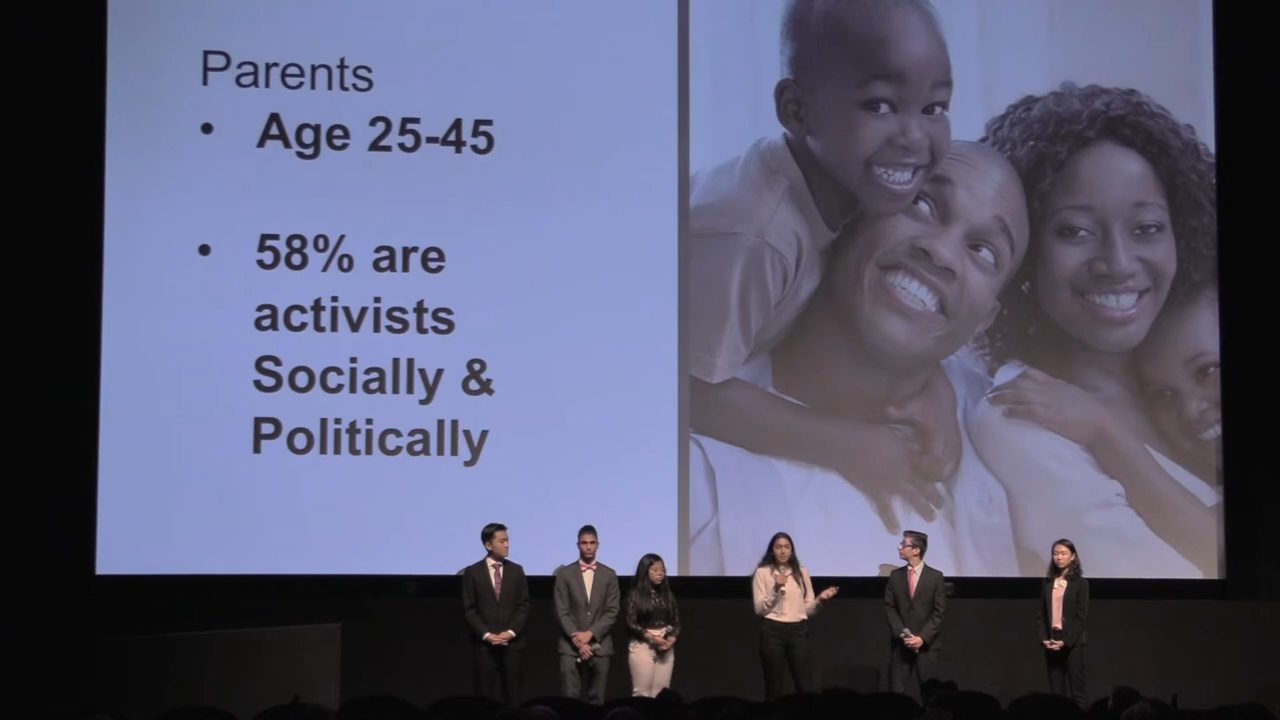 Parents
• Age 25-45
• 58% are
activists
Socially &
Politically